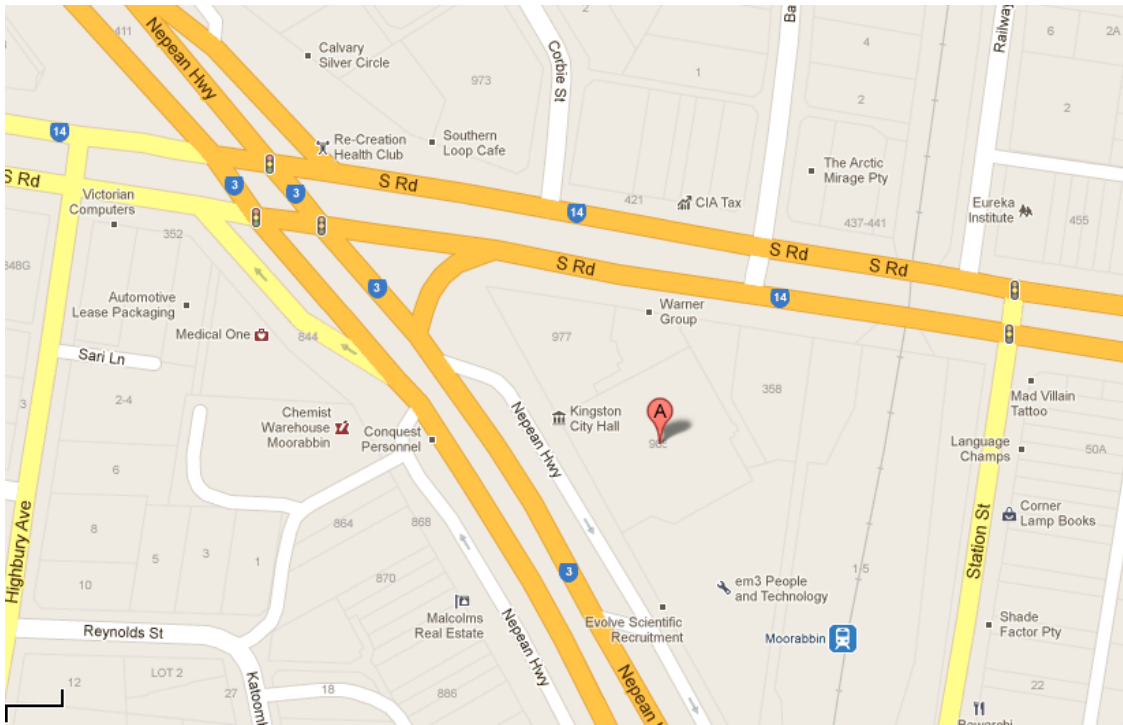 411
Nepean Hwy
Calvary
Silver Circle
973
Corbie St
2
1
4
2
Railway
6
2A
2
14
Re-Creation
Health Club
Southern
Loop Cafe
The Arctic
Mirage Pty
S Rd
3
3
S Rd
Victorian
Computers
352
421
CIA Tax
14
437-441
Eureka
Institute
455
S Rd
S Rd
348G
S Rd
3
14
Automotive
Lease Packaging
Medical One
844
977
Warner
Group
Sari Ln
3
2-4
Chemist
Warehouse
Moorabbin
Conquest
Personnel
Nepean Hwy
Kingston
City Hall
A
358
Mad Villain
Tattoo
Language
Champs
50A
6
Highbury Ave
8
5
3
1
10
864
868
870
Corner
Lamp Books
Station St
3
1-5
em3 People
and Technology
Malcolms
Real Estate
Nepean Hwy
Evolve Scientific
Recruitment
Moorabbin
Shade
Factor Pty
Reynolds St
Nepean
12
LOT 2
27
18
886
22